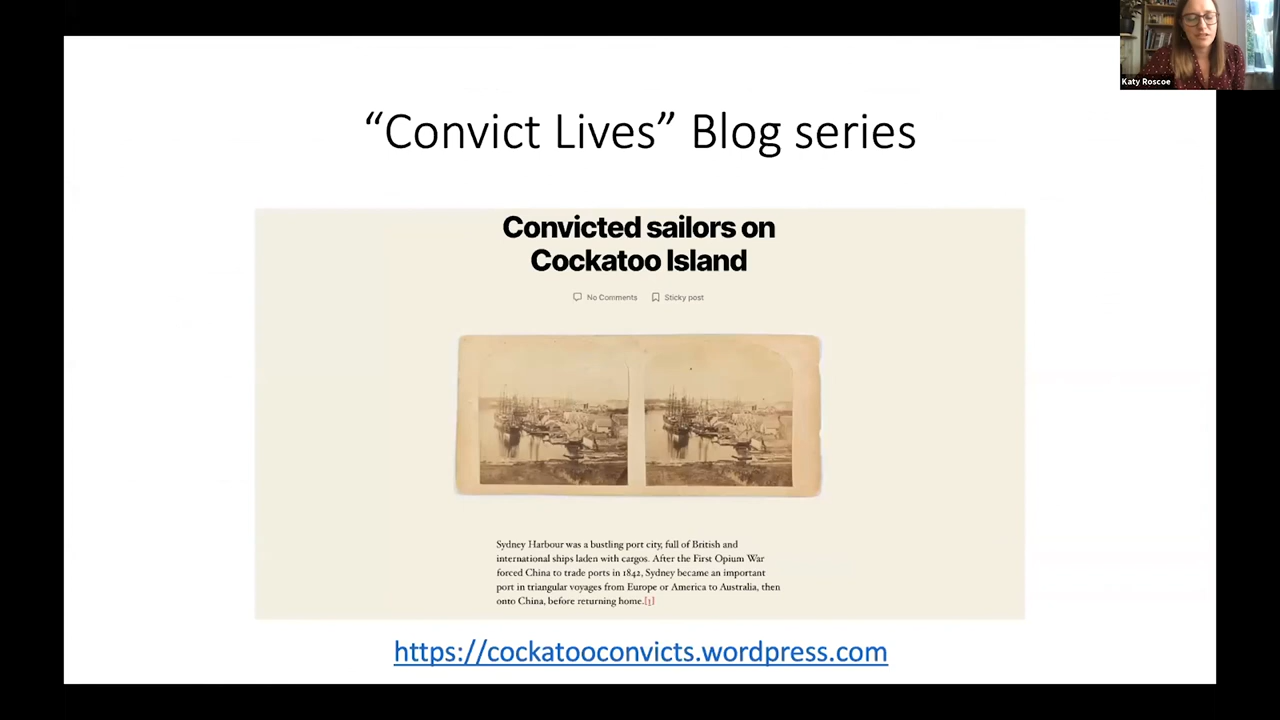 Katy Roscoe
“Convict Lives” Blog series
Convicted sailors on
Cockatoo Island
No Comments Sticky post
Sydney Harbour was a bustling port city, full of British and
international ships laden with cargos. After the First Opium War
forced China to trade ports in 1842, Sydney became an important
port in triangular voyages from Europe or America to Australia, then
onto China, before returning home.[1]
https://cockatooconvicts.wordpress.com